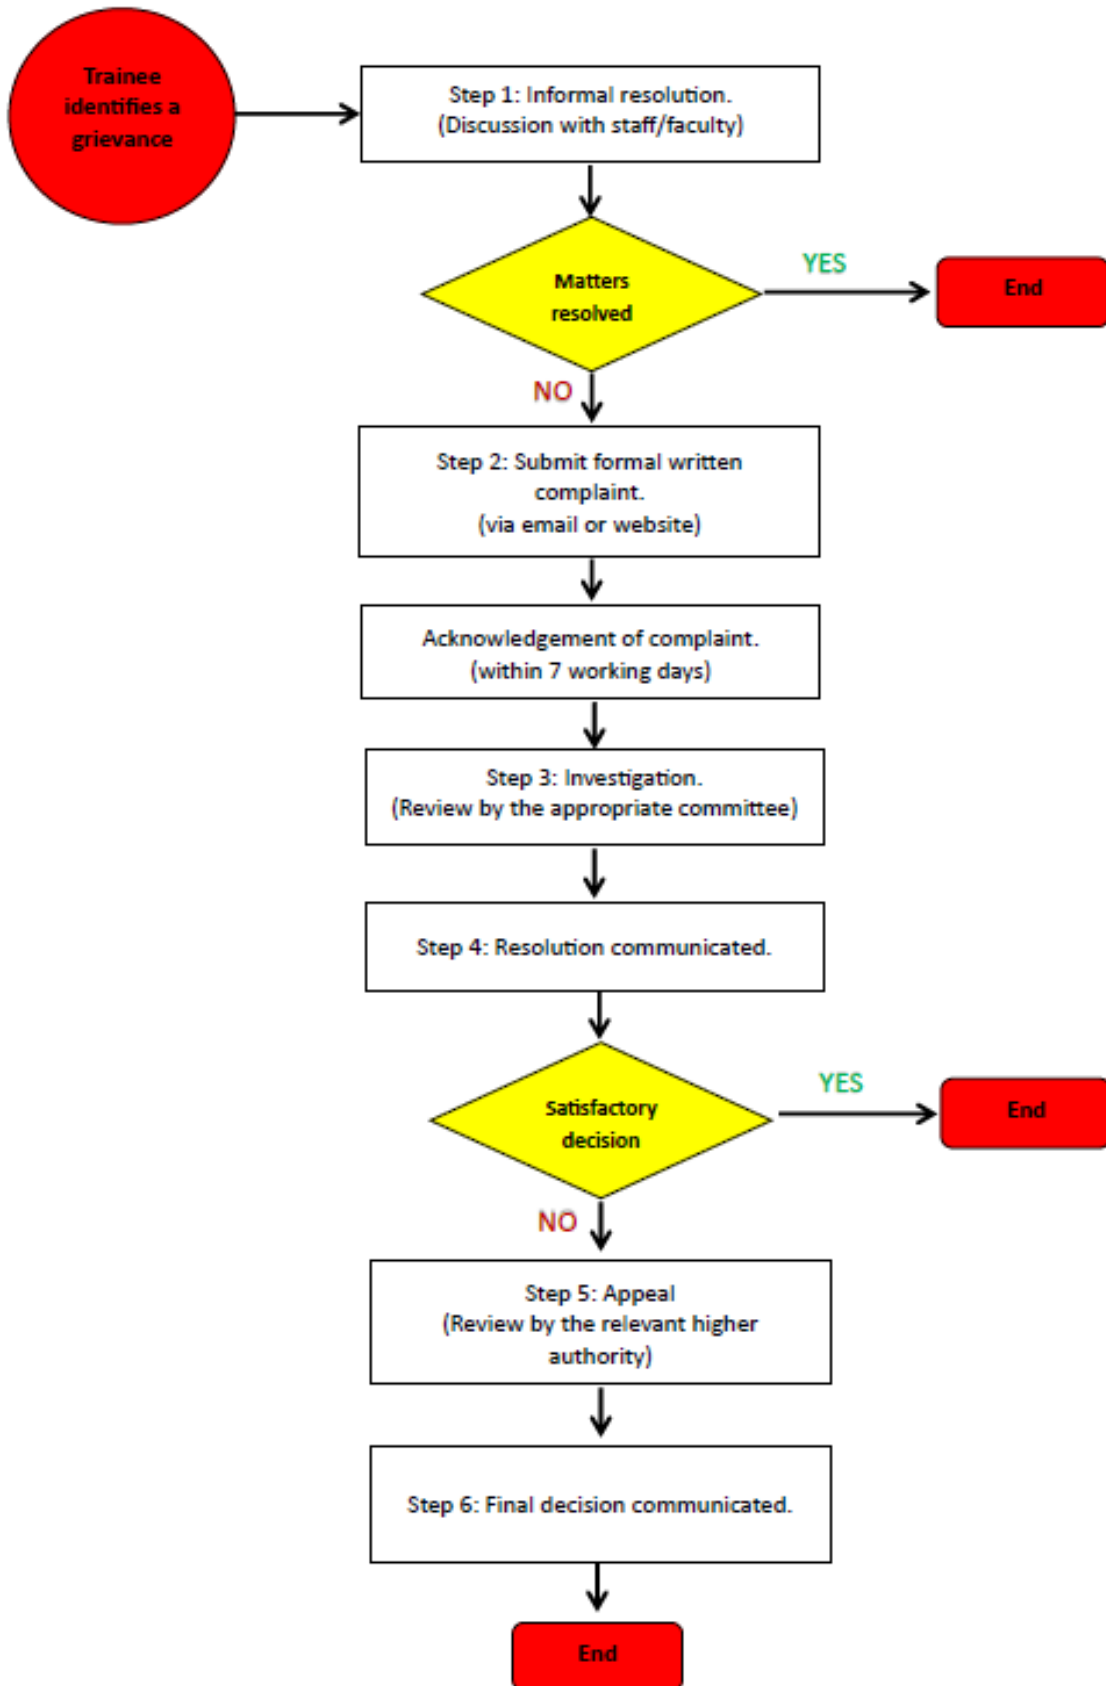 Trainee
identifies a
grievance
Step 1: Informal resolution.
(Discussion with staff/faculty)
Matters
resolved
YES
End
NO
Step 2: Submit formal written
complaint.
(via email or website)
Acknowledgement of complaint.
(within 7 working days)
Step 3: Investigation.
(Review by the appropriate committee)
Step 4: Resolution communicated.
Satisfactory
decision
YES
End
NO
Step 5: Appeal
(Review by the relevant higher
authority)
Step 6: Final decision communicated.
End